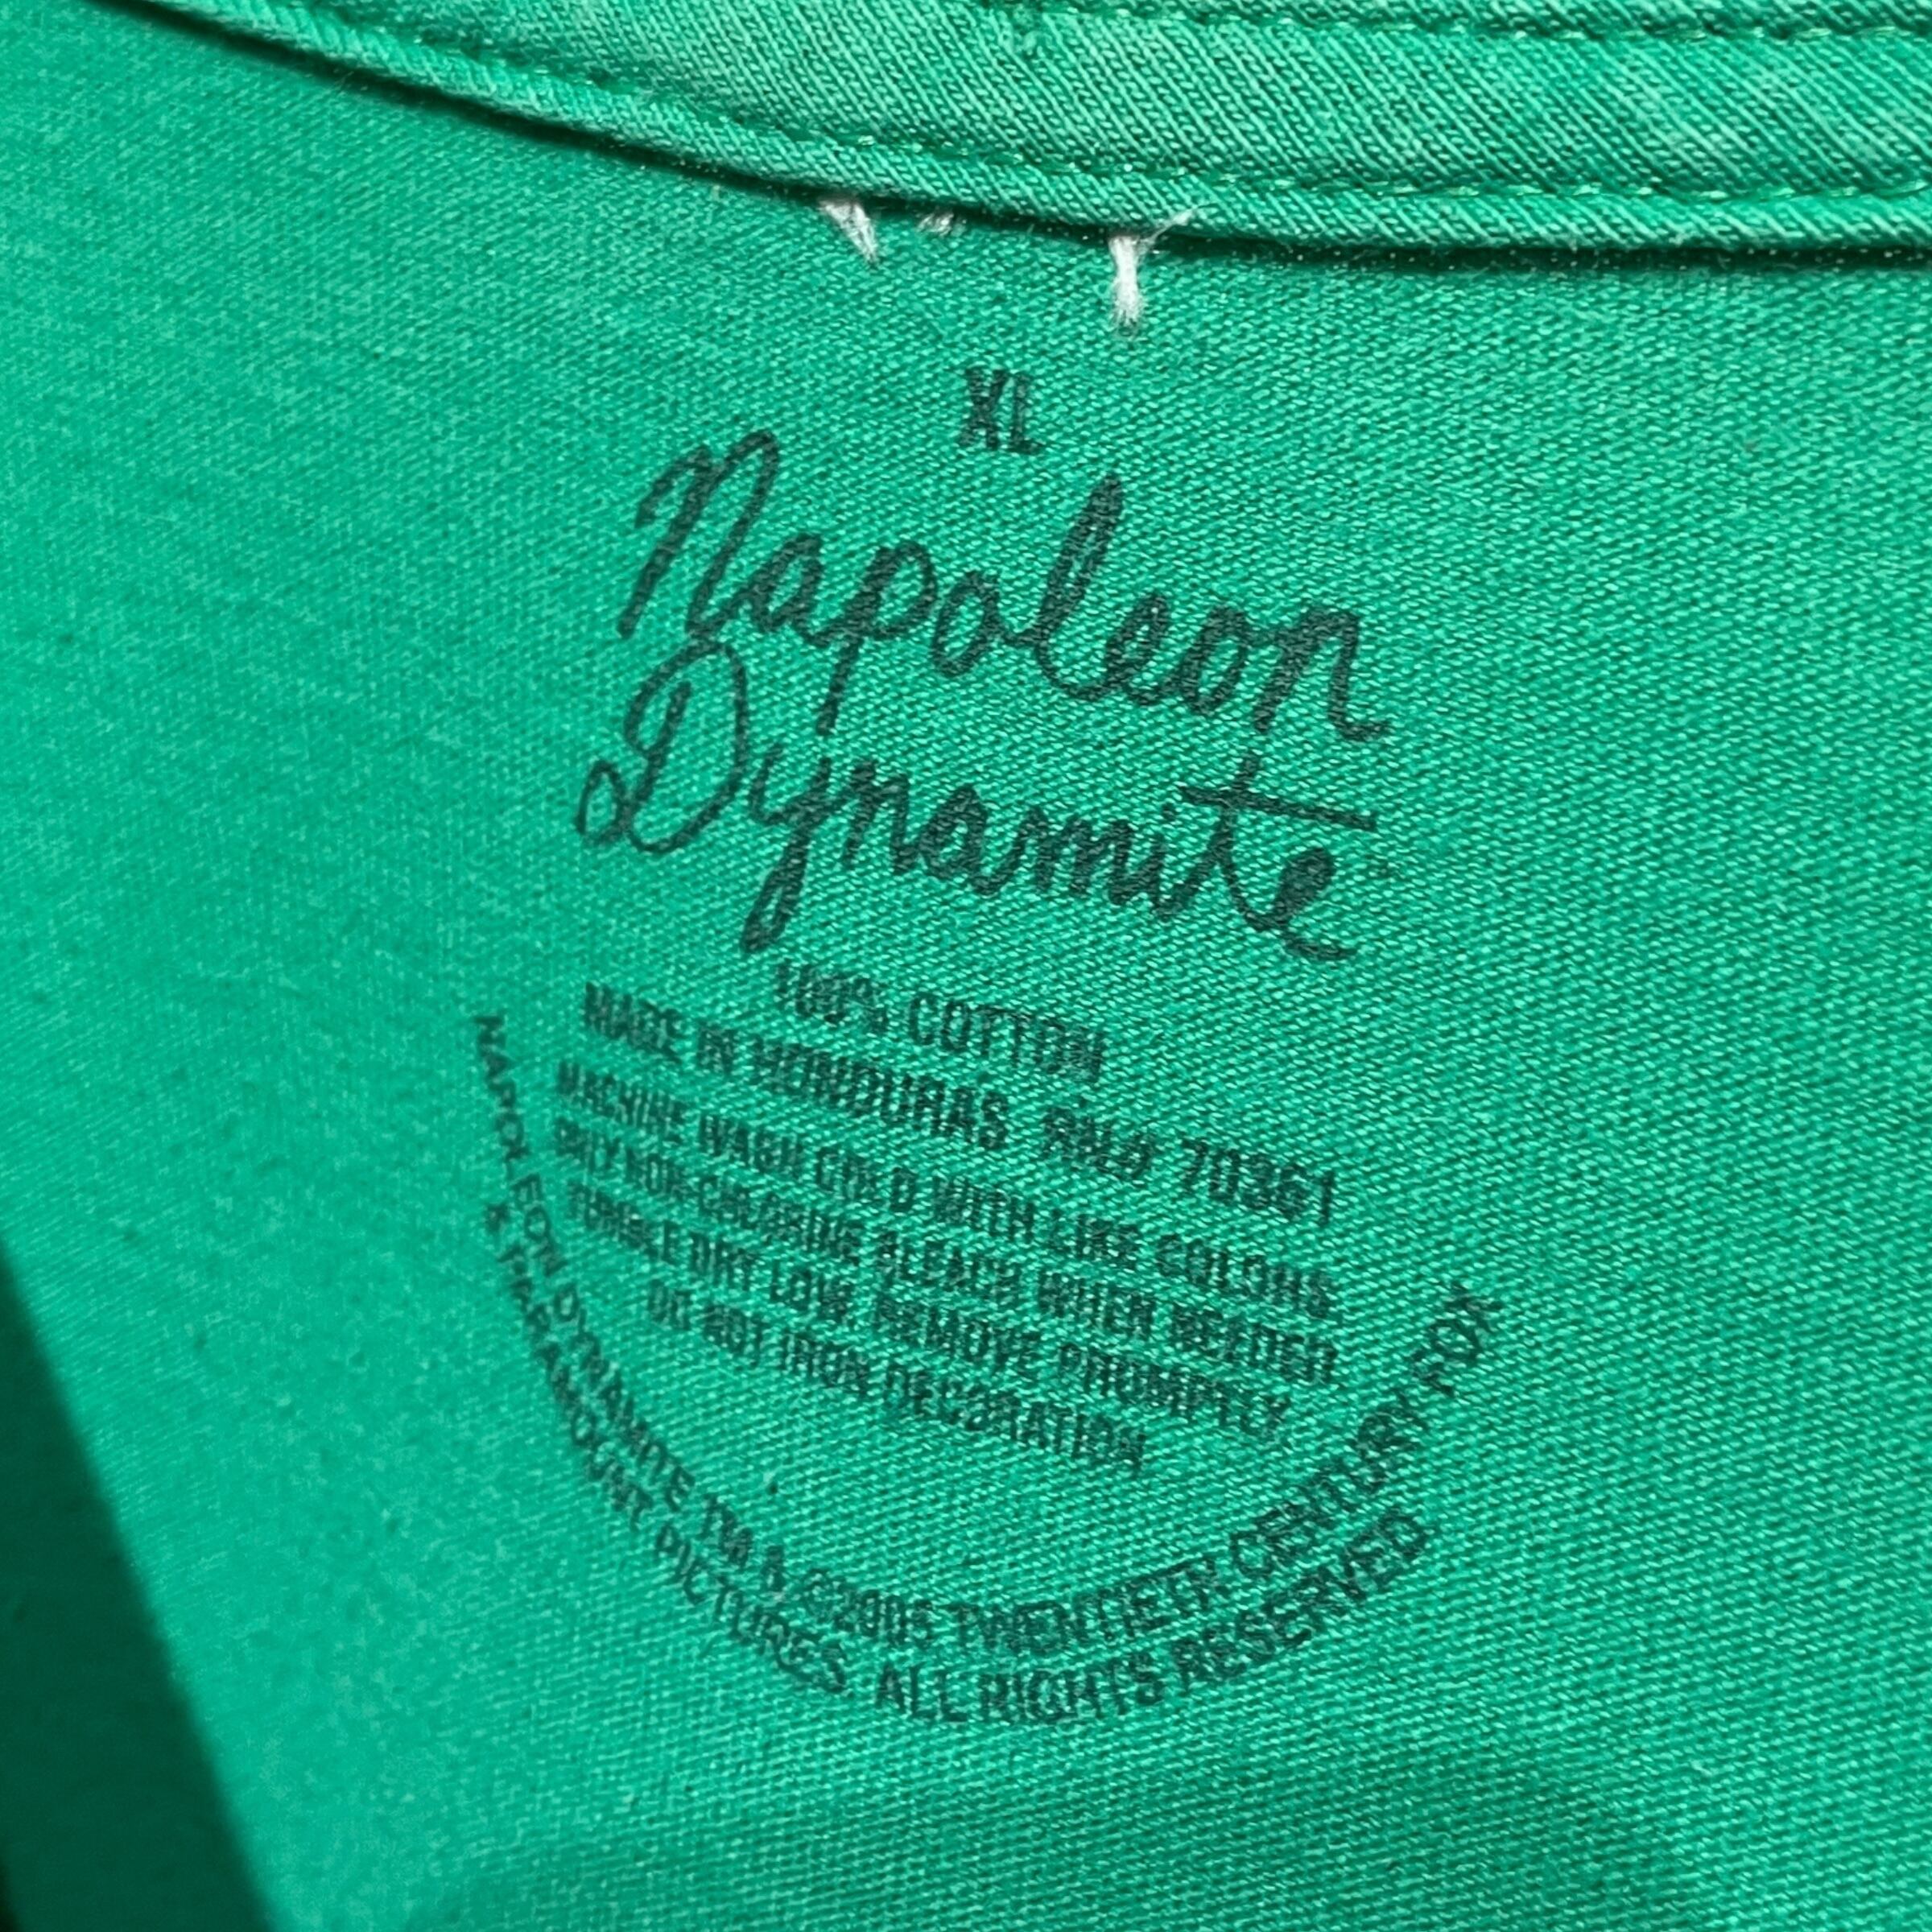 XL
Napoleon
Dynamite
100% COTTON
MADE IN HONDURAS RN# 70361
MACHINE WASH COLD WITH LIKE COLORS.
ONLY NON-CHLORINE BLEACH WHEN NEEDED
TUMBLE DRY LOW. REMOVE PROMPTLY
DO NOT IRON DECORATION
NAPOLEON DYNAMITE TM & ©2005 TWENTIETH CENTURY FOX
& PARAMOUNT PICTURES. ALL RIGHTS RESERVED.